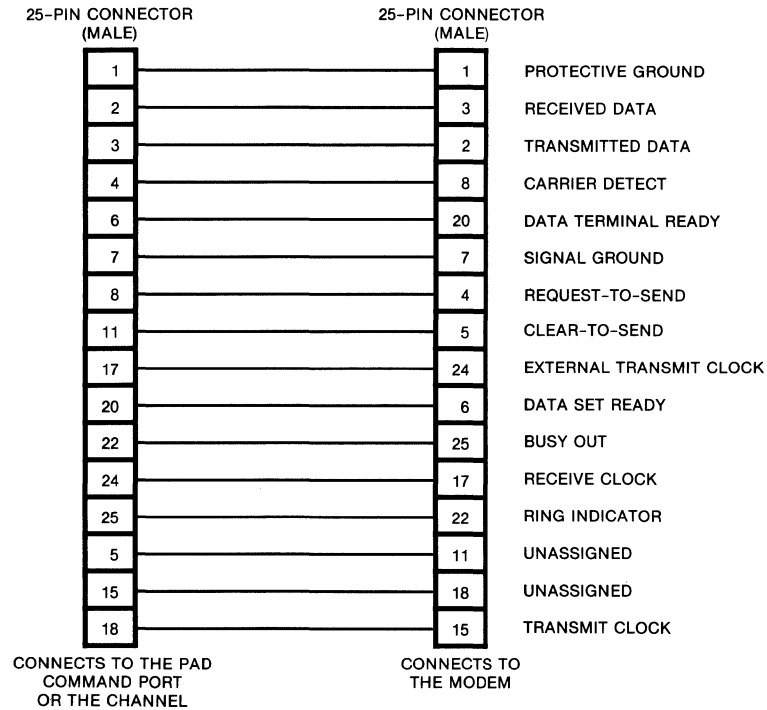 25-PIN CONNECTOR 25-PIN CONNECTOR
(MALE) (MALE)
1 1 PROTECTIVE GROUND
2 3 RECEIVED DATA
3 2 TRANSMITTED DATA
4 8 CARRIER DETECT
6 20 DATA TERMINAL READY
7 7 SIGNAL GROUND
8 4 REQUEST-TO-SEND
11 5 CLEAR-TO-SEND
17 24 EXTERNAL TRANSMIT CLOCK
20 6 DATA SET READY
22 25 BUSY OUT
24 17 RECEIVE CLOCK
25 22 RING INDICATOR
5 11 UNASSIGNED
15 18 UNASSIGNED
18 15 TRANSMIT CLOCK
CONNECTS TO THE PAD CONNECTS TO
COMMAND PORT THE MODEM
OR THE CHANNEL